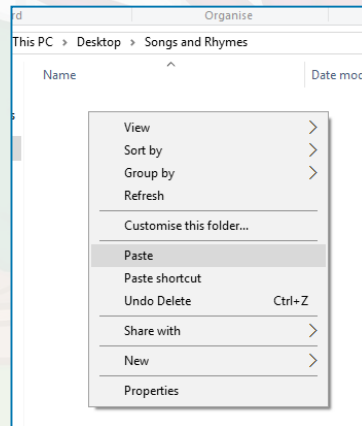 rd Organise
This PC > Desktop > Songs and Rhymes
Name Date mod
s
View >
Sort by >
Group by >
Refresh
Customise this folder...
Paste
Paste shortcut
Undo Delete Ctrl+Z
Share with >
New >
Properties